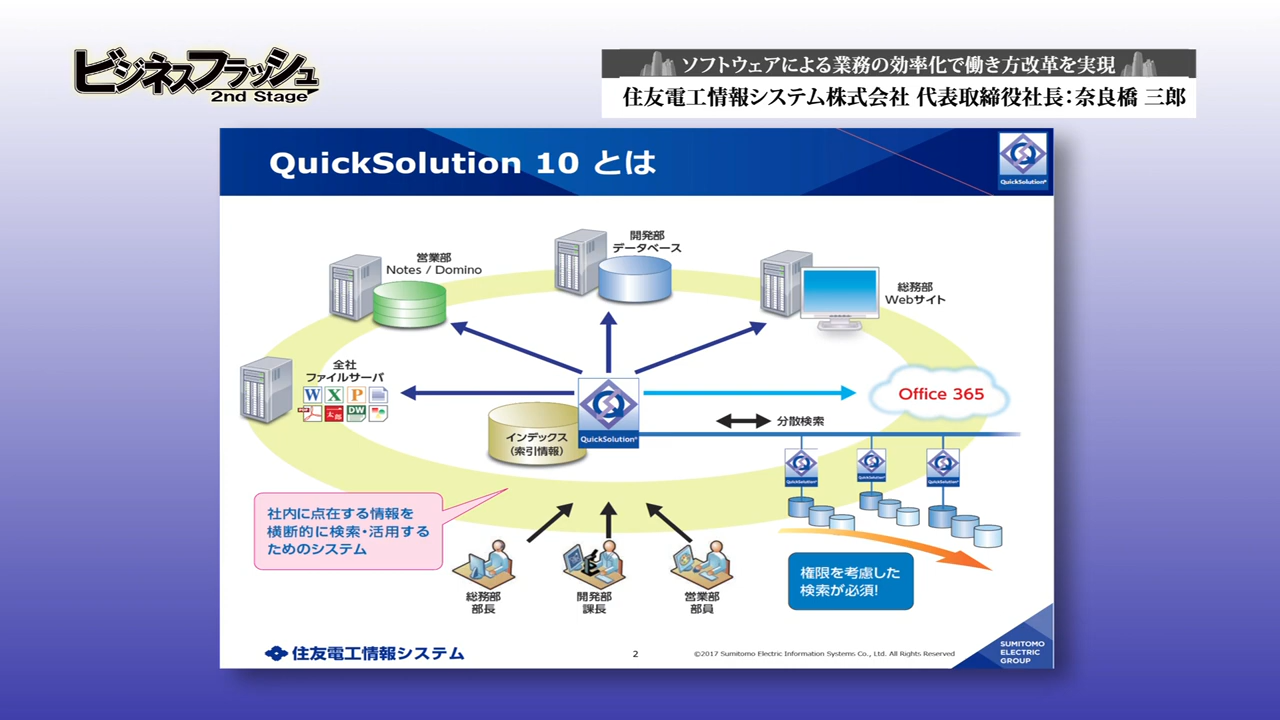 ビジネスフラッシュ
2nd Stage
ソフトウェアによる業務の効率化で働き方改革を実現
住友電工情報システム株式会社 代表取締役社長:奈良橋 三郎
QuickSolution 10 とは
QuickSolution®
営業部
Notes / Domino
開発部
データベース
総務部
Webサイト
全社
ファイルサーバ
W X P
PDF 一太郎 DW
Office 365
分散検索
インデックス
(索引情報)
QuickSolution®
QuickSolution®
QuickSolution®
QuickSolution®
社内に点在する情報を
横断的に検索・活用する
ためのシステム
権限を考慮した
検索が必須!
総務部
部長
開発部
課長
営業部
部員
住友電工情報システム
2
©2017 Sumitomo Electric Information Systems Co., Ltd. All Rights Reserved
SUMITOMO
ELECTRIC
GROUP